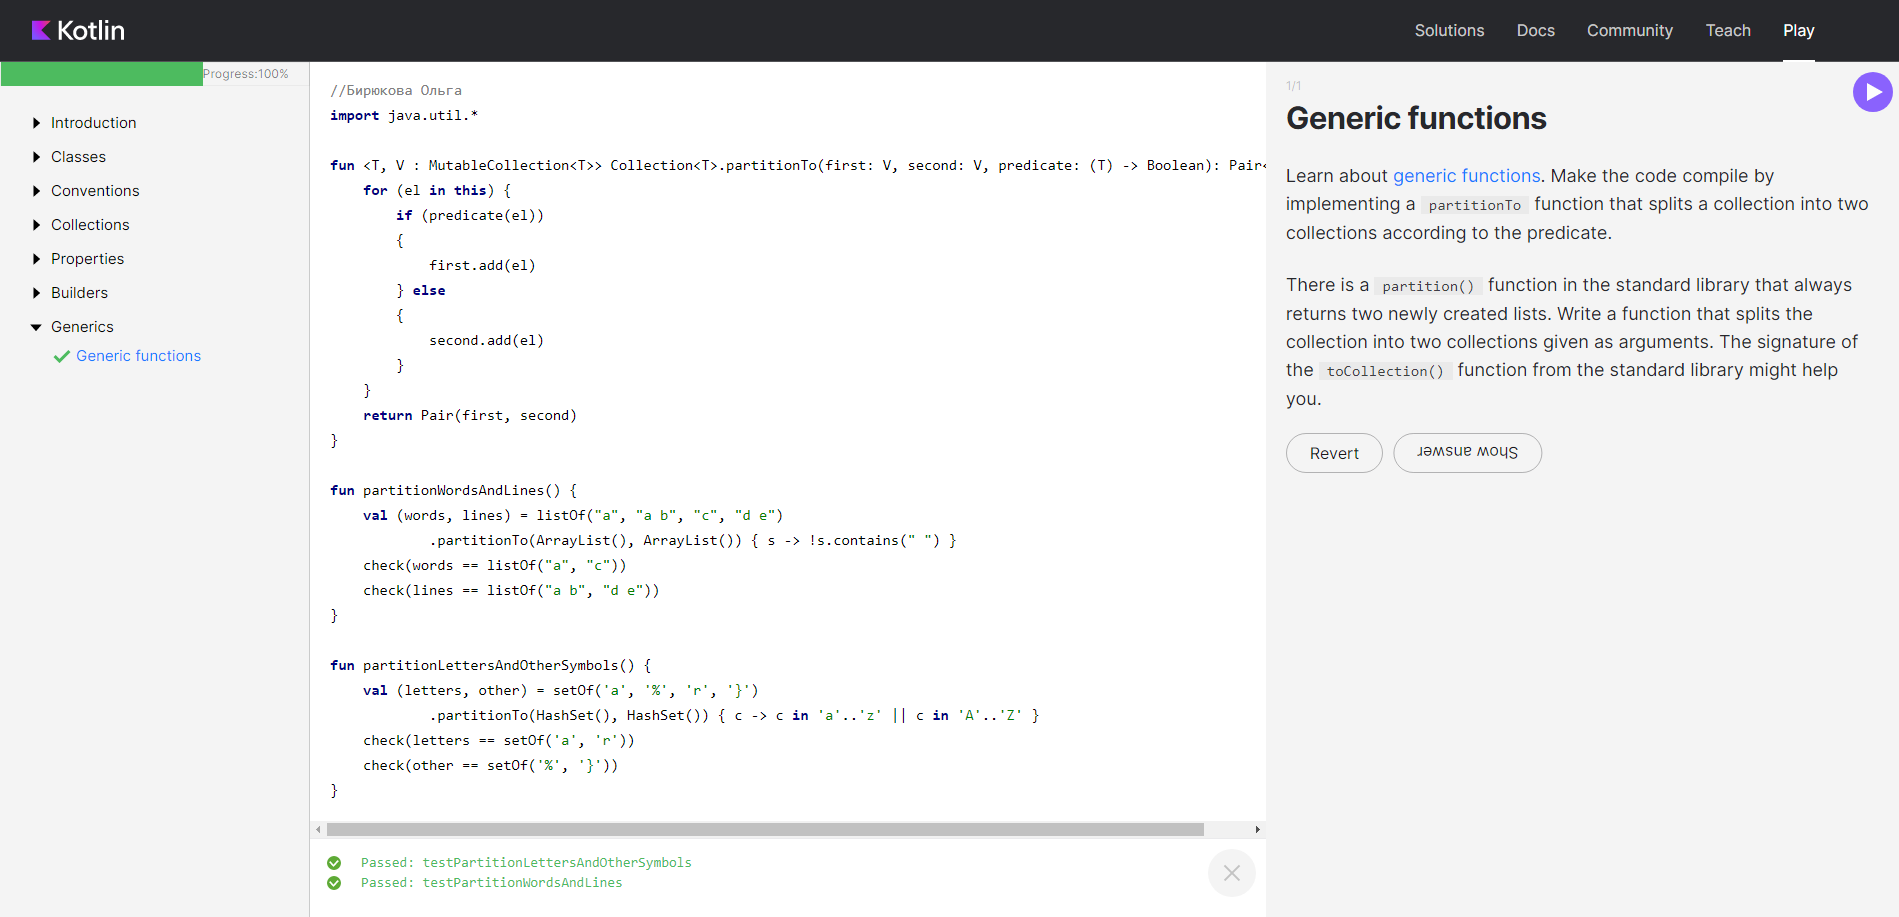 Kotlin
Solutions Docs Community Teach Play
Progress:100%
Introduction
Classes
Conventions
Collections
Properties
Builders
Generics
Generic functions
//Бирюкова Ольга
import java.util.*
fun <T, V : MutableCollection<T>> Collection<T>.partitionTo(first: V, second: V, predicate: (T) -> Boolean): Pair<
    for (el in this) {
        if (predicate(el))
        {
            first.add(el)
        } else
        {
            second.add(el)
        }
    }
    return Pair(first, second)
}
fun partitionWordsAndLines() {
    val (words, lines) = listOf("a", "a b", "c", "d e")
            .partitionTo(ArrayList(), ArrayList()) { s -> !s.contains(" ") }
    check(words == listOf("a", "c"))
    check(lines == listOf("a b", "d e"))
}
fun partitionLettersAndOtherSymbols() {
    val (letters, other) = setOf('a', '%', 'r', '}')
            .partitionTo(HashSet(), HashSet()) { c -> c in 'a'..'z' || c in 'A'..'Z' }
    check(letters == setOf('a', 'r'))
    check(other == setOf('%', '}'))
}
Passed: testPartitionLettersAndOtherSymbols
Passed: testPartitionWordsAndLines
1/1
Generic functions
Learn about generic functions. Make the code compile by
implementing a partitionTo function that splits a collection into two
collections according to the predicate.
There is a partition() function in the standard library that always
returns two newly created lists. Write a function that splits the
collection into two collections given as arguments. The signature of
the toCollection() function from the standard library might help
you.
Revert Show answer